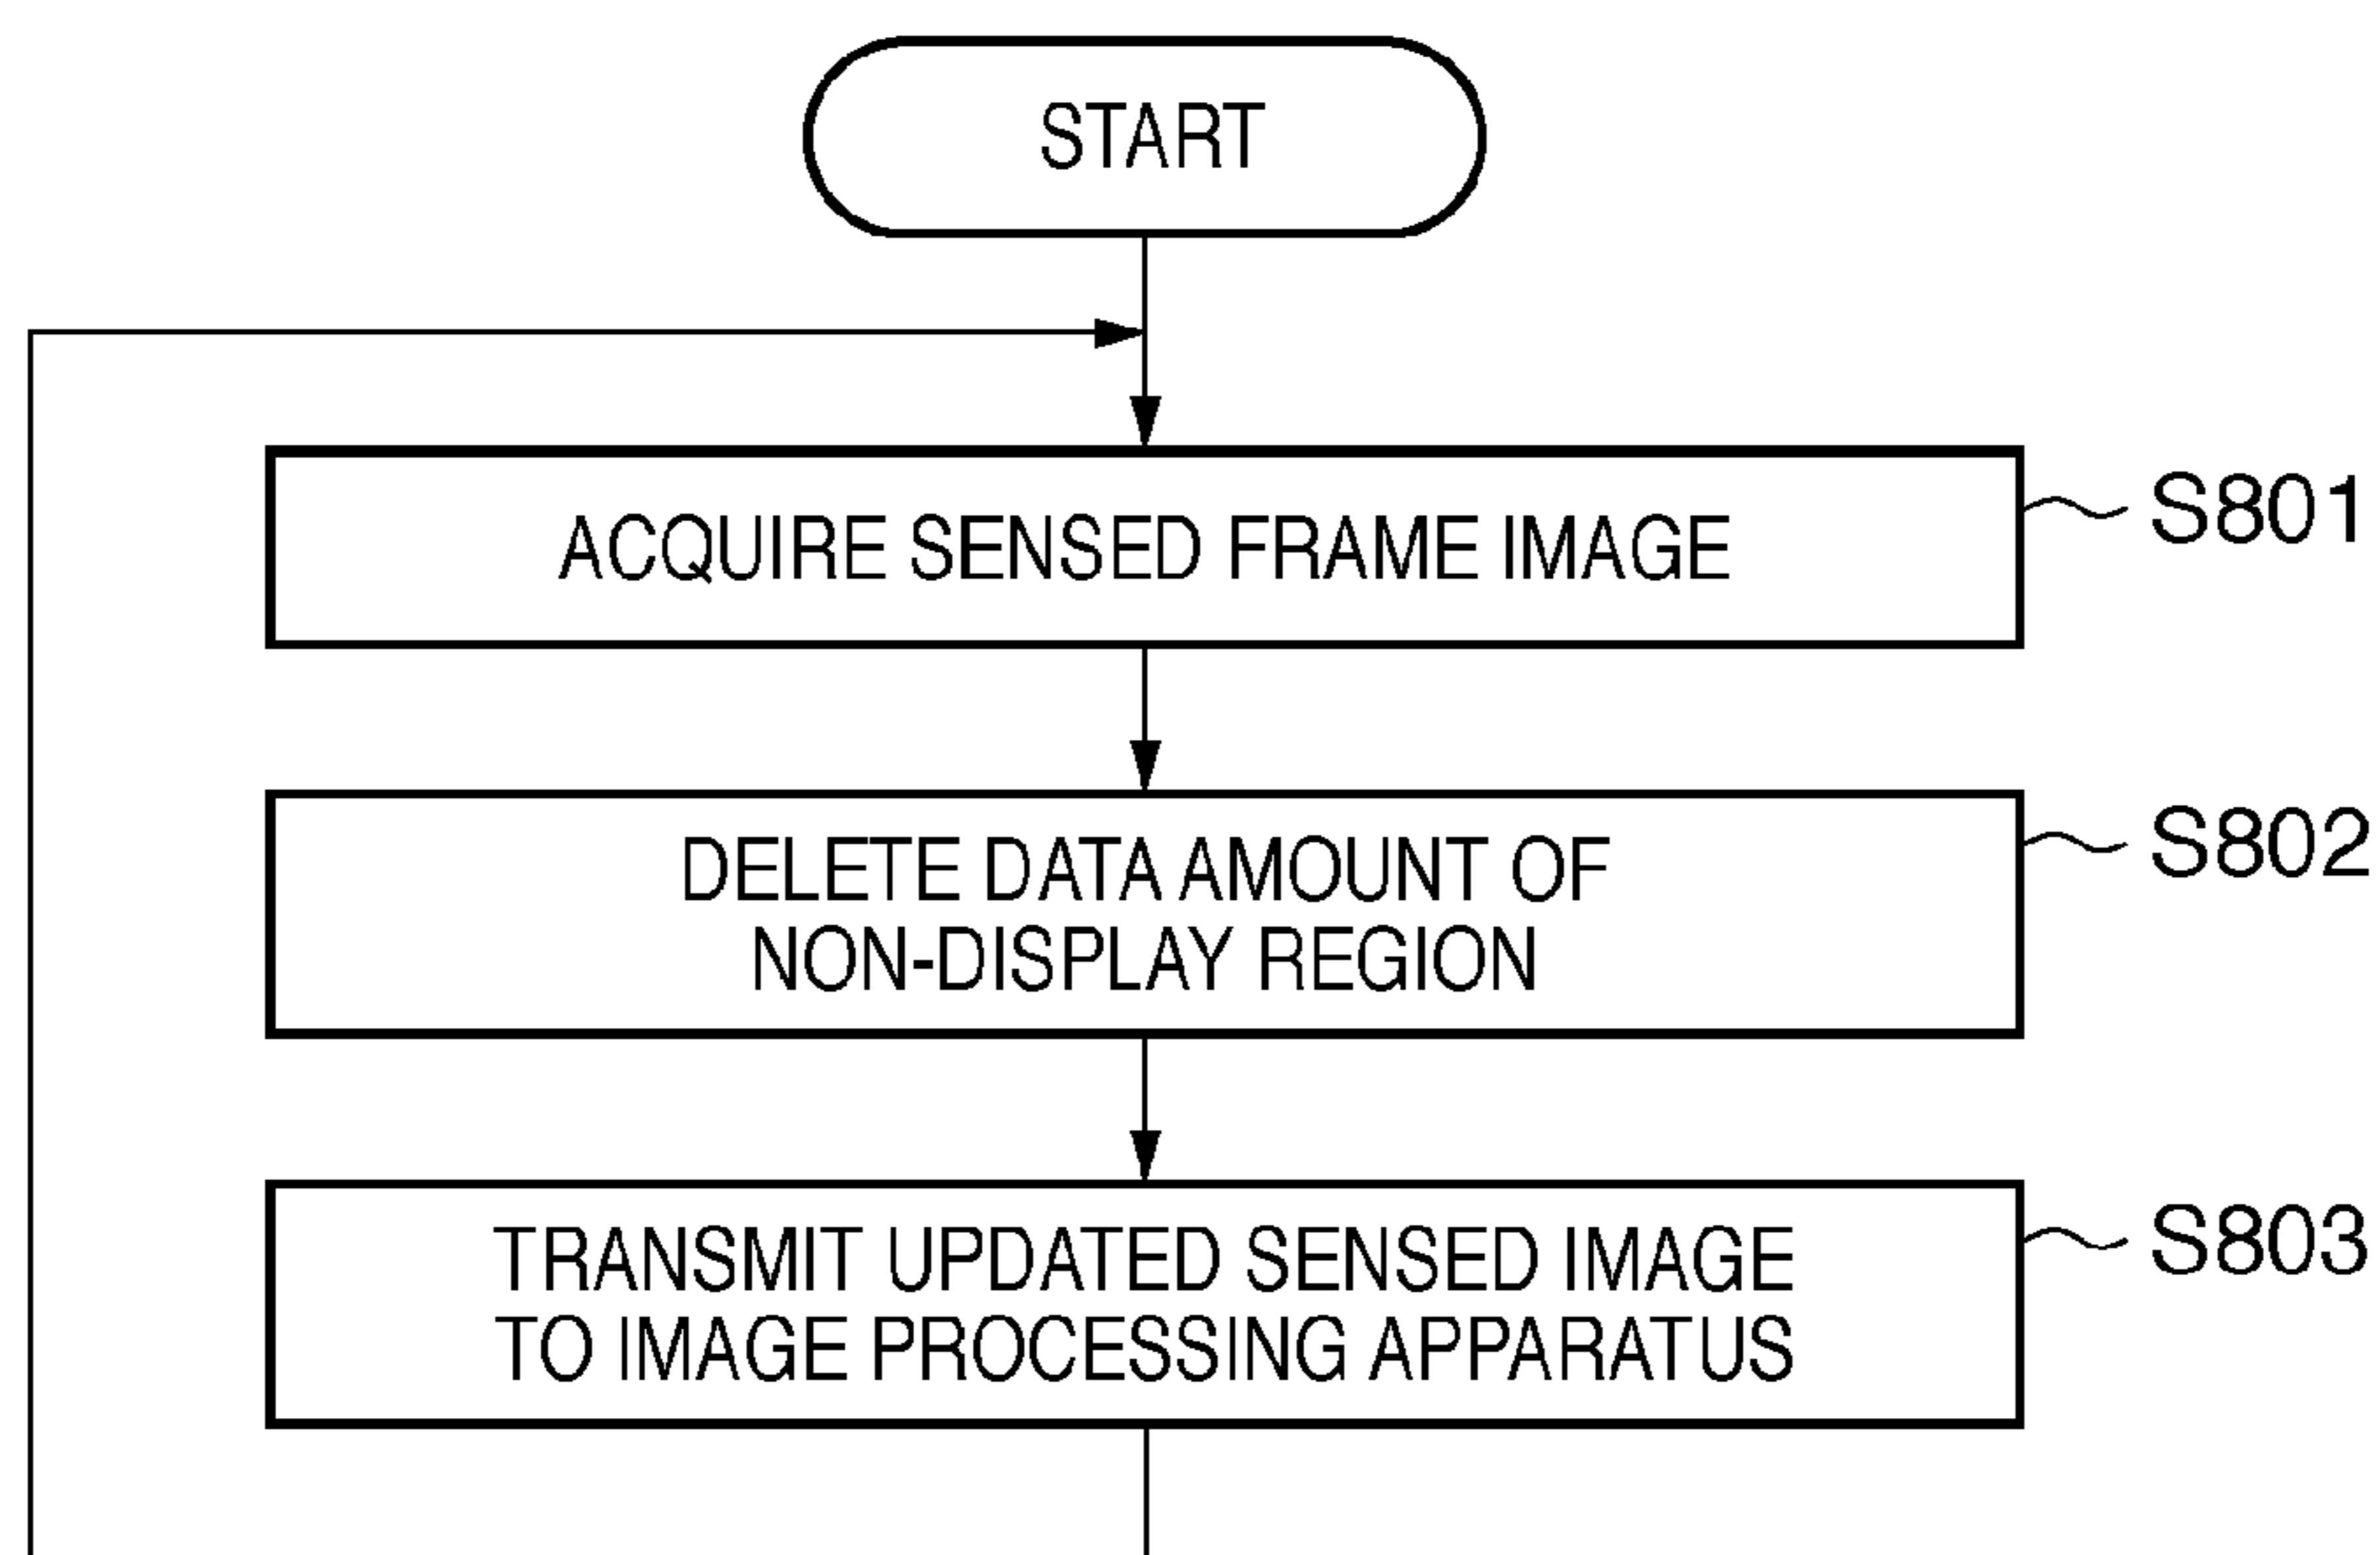 START
ACQUIRE SENSED FRAME IMAGE
S801
DELETE DATA AMOUNT OF
NON-DISPLAY REGION
S802
TRANSMIT UPDATED SENSED IMAGE
TO IMAGE PROCESSING APPARATUS
S803